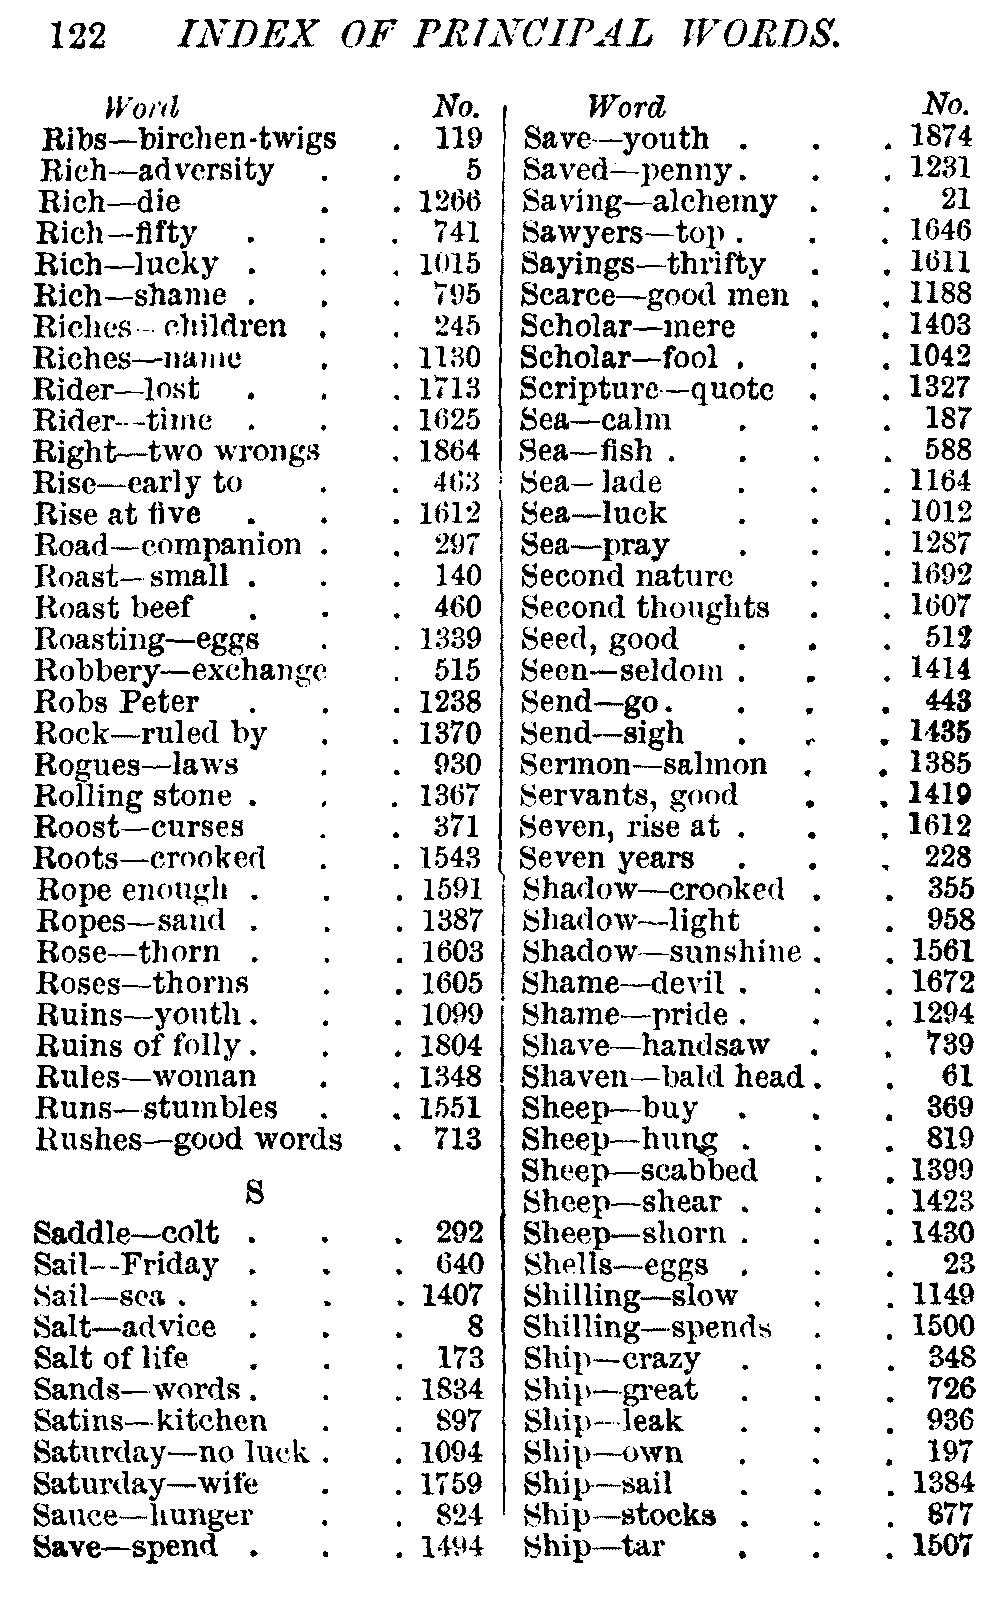 122 INDEX OF PRINCIPAL WORDS.
Word No.
Ribs—birchen-twigs . 119
Rich—adversity . . 5
Rich—die . . 1266
Rich—fifty . . . 741
Rich—lucky . . . 1015
Rich—shame . . . 795
Riches—children . . 245
Riches—name . . 1130
Rider—lost . . . 1713
Rider—time . . . 1625
Right—two wrongs . 1864
Rise—early to . . 463
Rise at five . . . 1612
Road—companion . . 297
Roast—small . . . 140
Roast beef . . . 460
Roasting—eggs . . 1339
Robbery—exchange . 515
Robs Peter . . . 1238
Rock—ruled by . . 1370
Rogues—laws . . 930
Rolling stone . . . 1367
Roost—curses . . 371
Roots—crooked . . 1543
Rope enough . . . 1591
Ropes—sand . . . 1387
Rose—thorn . . . 1603
Roses—thorns . . 1605
Ruins—youth . . . 1099
Ruins of folly . . . 1804
Rules—woman . . 1348
Runs—stumbles . . 1551
Rushes—good words . 713
S
Saddle—colt . . . 292
Sail—Friday . . . 640
Sail—sea . . . . 1407
Salt—advice . . . 8
Salt of life . . . 173
Sands—words . . . 1834
Satins—kitchen . . 897
Saturday—no luck . . 1094
Saturday—wife . . 1759
Sauce—hunger . . 824
Save—spend . . . 1494
Word No.
Save—youth . . . 1874
Saved—penny . . . 1231
Saving—alchemy . . 21
Sawyers—top . . . 1646
Sayings—thrifty . . 1611
Scarce—good men . . 1188
Scholar—mere . . 1403
Scholar—fool . . . 1042
Scripture—quote . . 1327
Sea—calm . . . 187
Sea—fish . . . . 588
Sea—lade . . . 1164
Sea—luck . . . 1012
Sea—pray . . . 1287
Second nature . . 1692
Second thoughts . . 1607
Seed, good . . . 512
Seen—seldom . . . 1414
Send—go . . . . 443
Send—sigh . . . 1435
Sermon—salmon . . 1385
Servants, good . . 1419
Seven, rise at . . . 1612
Seven years . . . 228
Shadow—crooked . . 355
Shadow—light . . 958
Shadow—sunshine . . 1561
Shame—devil . . . 1672
Shame—pride . . . 1294
Shave—handsaw . . 739
Shaven—bald head . . 61
Sheep—buy . . . 369
Sheep—hung . . . 819
Sheep—scabbed . . 1399
Sheep—shear . . . 1423
Sheep—shorn . . . 1430
Shells—eggs . . . 23
Shilling—slow . . 1149
Shilling—spends . . 1500
Ship—crazy . . . 348
Ship—great . . . 726
Ship—leak . . . 936
Ship—own . . . 197
Ship—sail . . . 1384
Ship—stocks . . . 877
Ship—tar . . . 1507